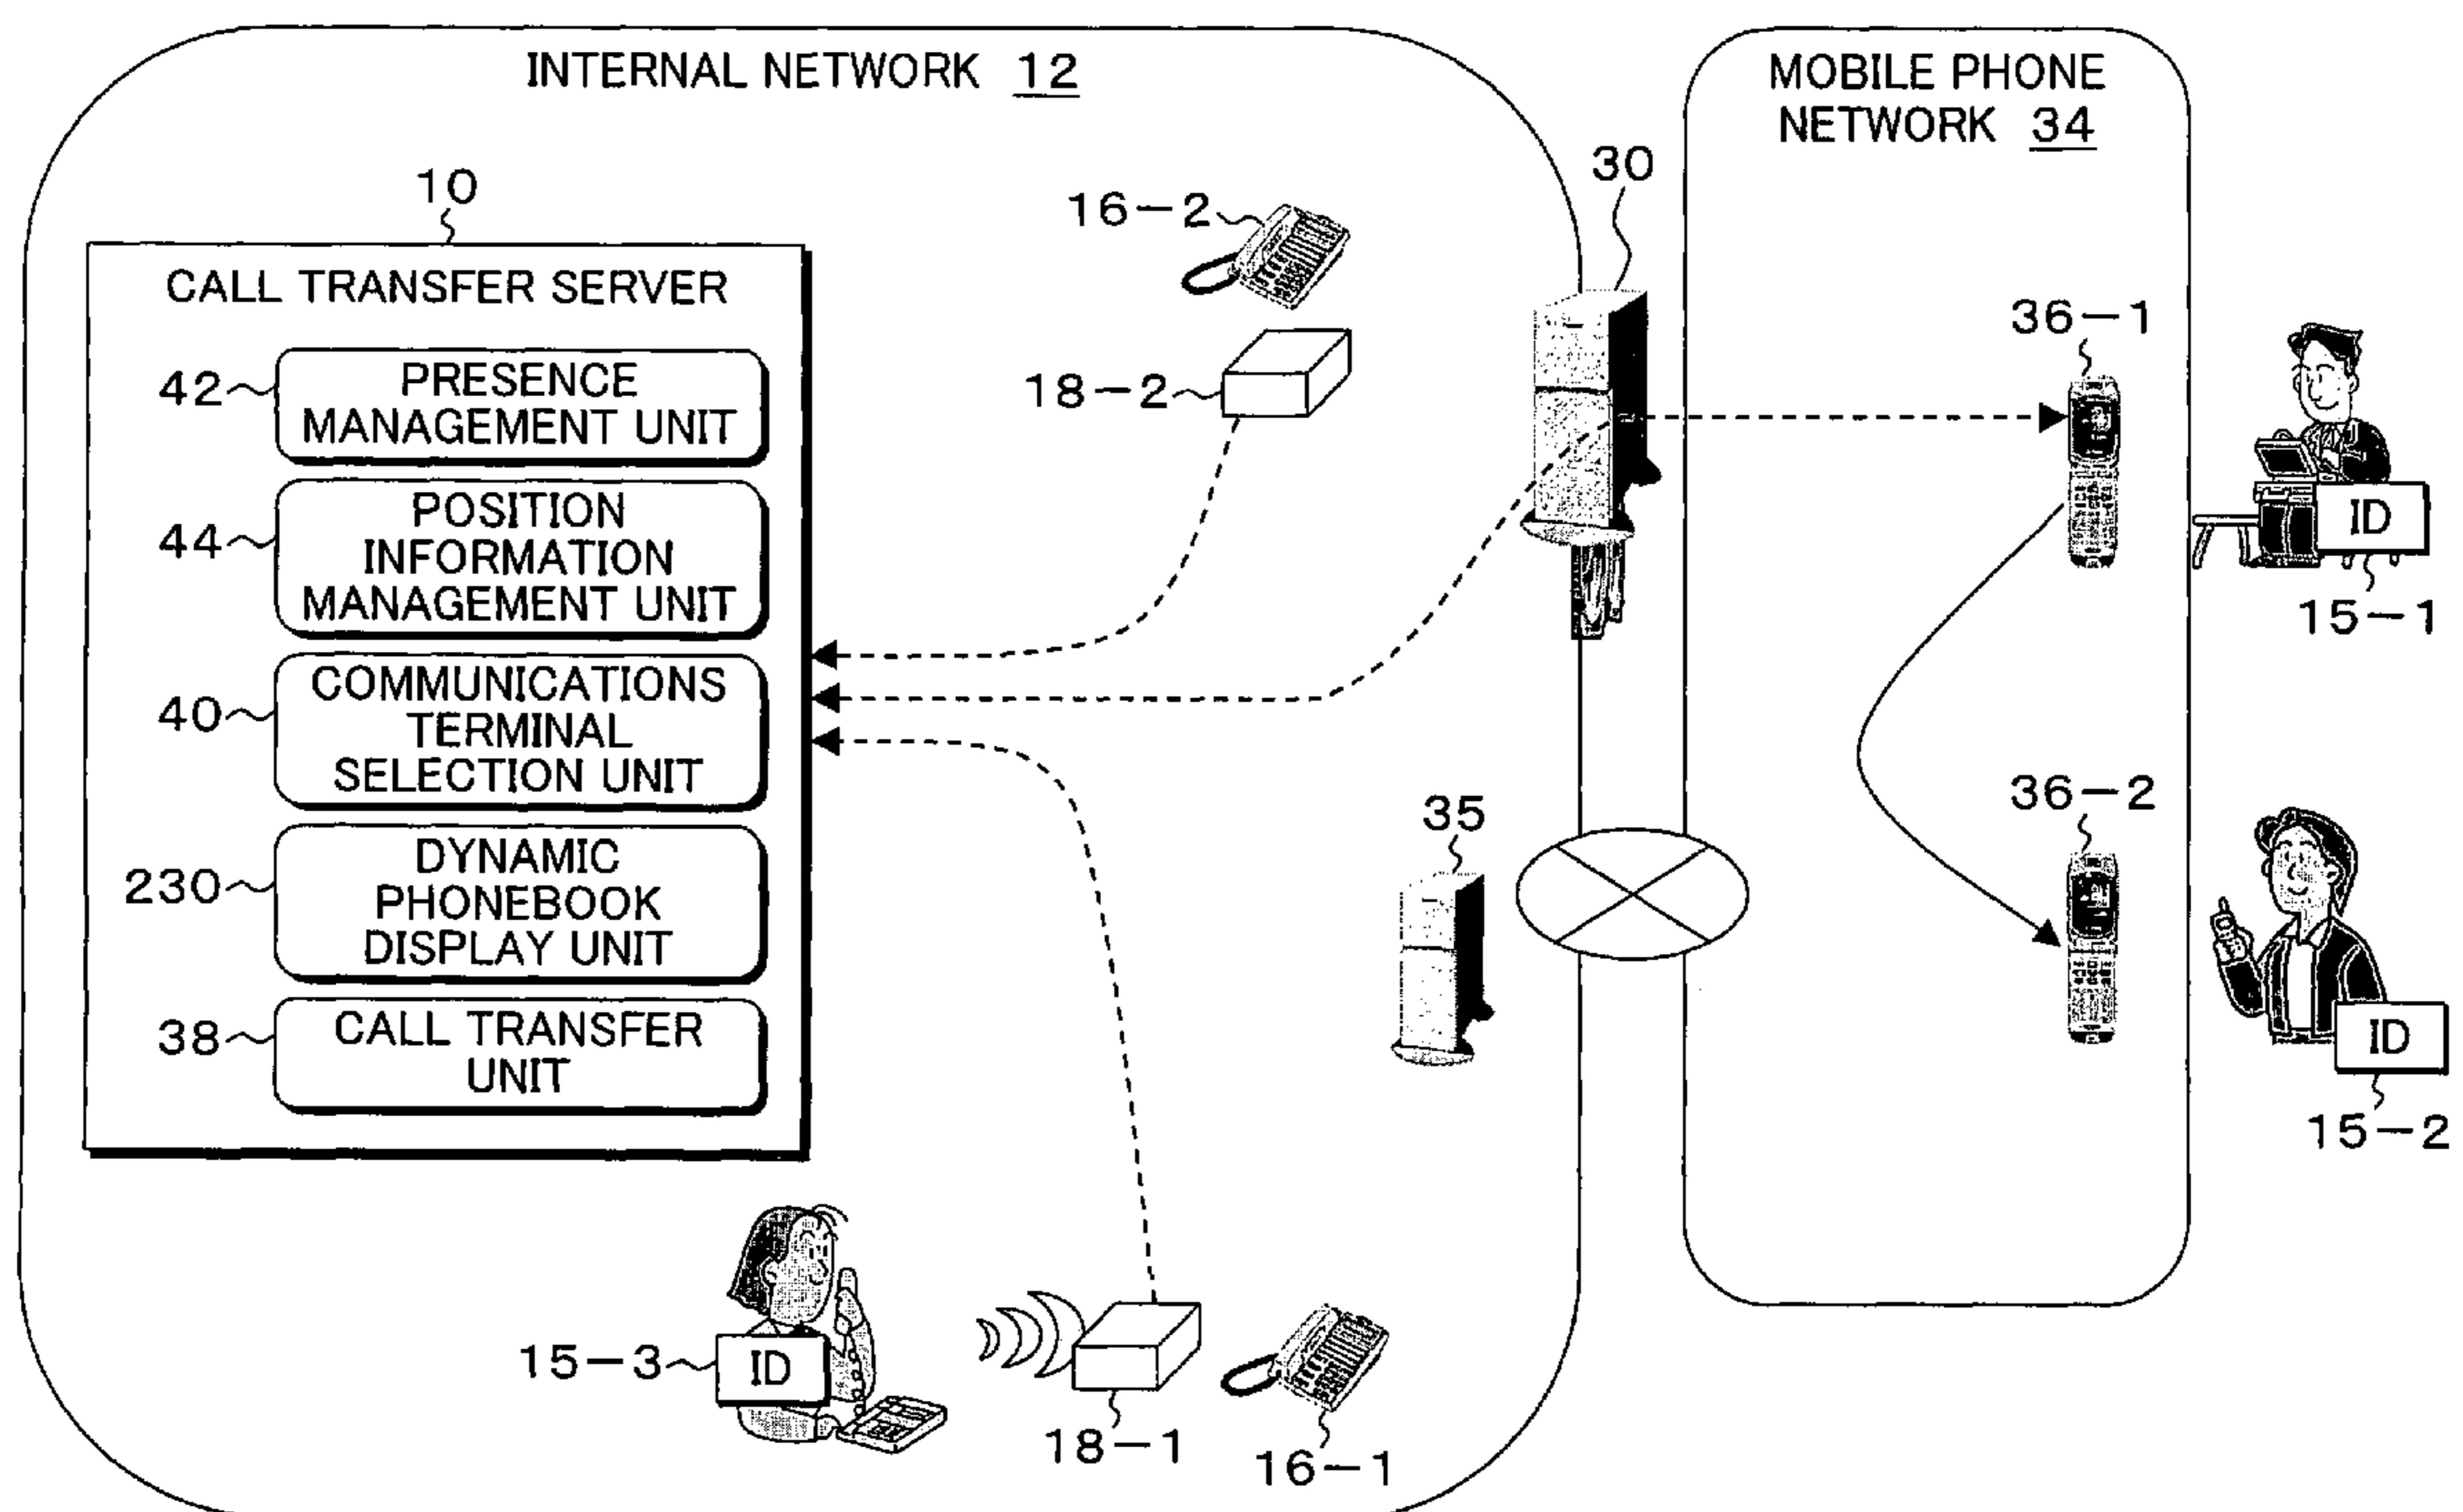 INTERNAL NETWORK 12
MOBILE PHONE
NETWORK 34
10
CALL TRANSFER SERVER
42
PRESENCE
MANAGEMENT UNIT
44
POSITION
INFORMATION
MANAGEMENT UNIT
40
COMMUNICATIONS
TERMINAL
SELECTION UNIT
230
DYNAMIC
PHONEBOOK
DISPLAY UNIT
38
CALL TRANSFER
UNIT
16-2
18-2
30
35
36-1
ID
15-1
36-2
ID
15-2
15-3
ID
18-1
16-1